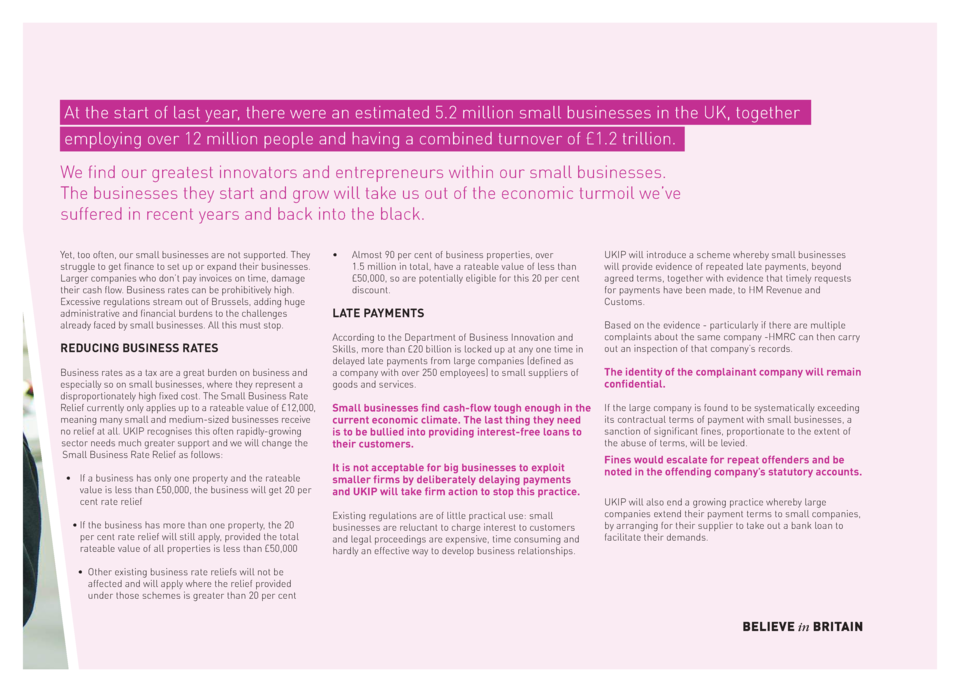 At the start of last year, there were an estimated 5.2 million small businesses in the UK, together
employing over 12 million people and having a combined turnover of £1.2 trillion.
We find our greatest innovators and entrepreneurs within our small businesses.
The businesses they start and grow will take us out of the economic turmoil we've
suffered in recent years and back into the black.
Yet, too often, our small businesses are not supported. They
struggle to get finance to set up or expand their businesses.
Larger companies who don't pay invoices on time, damage
their cash flow. Business rates can be prohibitively high.
Excessive regulations stream out of Brussels, adding huge
administrative and financial burdens to the challenges
already faced by small businesses. All this must stop.
REDUCING BUSINESS RATES
Business rates as a tax are a great burden on business and
especially so on small businesses, where they represent a
disproportionately high fixed cost. The Small Business Rate
Relief currently only applies up to a rateable value of £12,000,
meaning many small and medium-sized businesses receive
no relief at all. UKIP recognises this often rapidly-growing
sector needs much greater support and we will change the
Small Business Rate Relief as follows:
• If a business has only one property and the rateable
value is less than £50,000, the business will get 20 per
cent rate relief
• If the business has more than one property, the 20
per cent rate relief will still apply, provided the total
rateable value of all properties is less than £50,000
• Other existing business rate reliefs will not be
affected and will apply where the relief provided
under those schemes is greater than 20 per cent
• Almost 90 per cent of business properties, over
1.5 million in total, have a rateable value of less than
£50,000, so are potentially eligible for this 20 per cent
discount.
LATE PAYMENTS
According to the Department of Business Innovation and
Skills, more than £20 billion is locked up at any one time in
delayed late payments from large companies (defined as
a company with over 250 employees) to small suppliers of
goods and services.
Small businesses find cash-flow tough enough in the
current economic climate. The last thing they need
is to be bullied into providing interest-free loans to
their customers.
It is not acceptable for big businesses to exploit
smaller firms by deliberately delaying payments
and UKIP will take firm action to stop this practice.
Existing regulations are of little practical use: small
businesses are reluctant to charge interest to customers
and legal proceedings are expensive, time consuming and
hardly an effective way to develop business relationships.
UKIP will introduce a scheme whereby small businesses
will provide evidence of repeated late payments, beyond
agreed terms, together with evidence that timely requests
for payments have been made, to HM Revenue and
Customs.
Based on the evidence - particularly if there are multiple
complaints about the same company -HMRC can then carry
out an inspection of that company's records.
The identity of the complainant company will remain
confidential.
If the large company is found to be systematically exceeding
its contractual terms of payment with small businesses, a
sanction of significant fines, proportionate to the extent of
the abuse of terms, will be levied.
Fines would escalate for repeat offenders and be
noted in the offending company's statutory accounts.
UKIP will also end a growing practice whereby large
companies extend their payment terms to small companies,
by arranging for their supplier to take out a bank loan to
facilitate their demands.
BELIEVE in BRITAIN